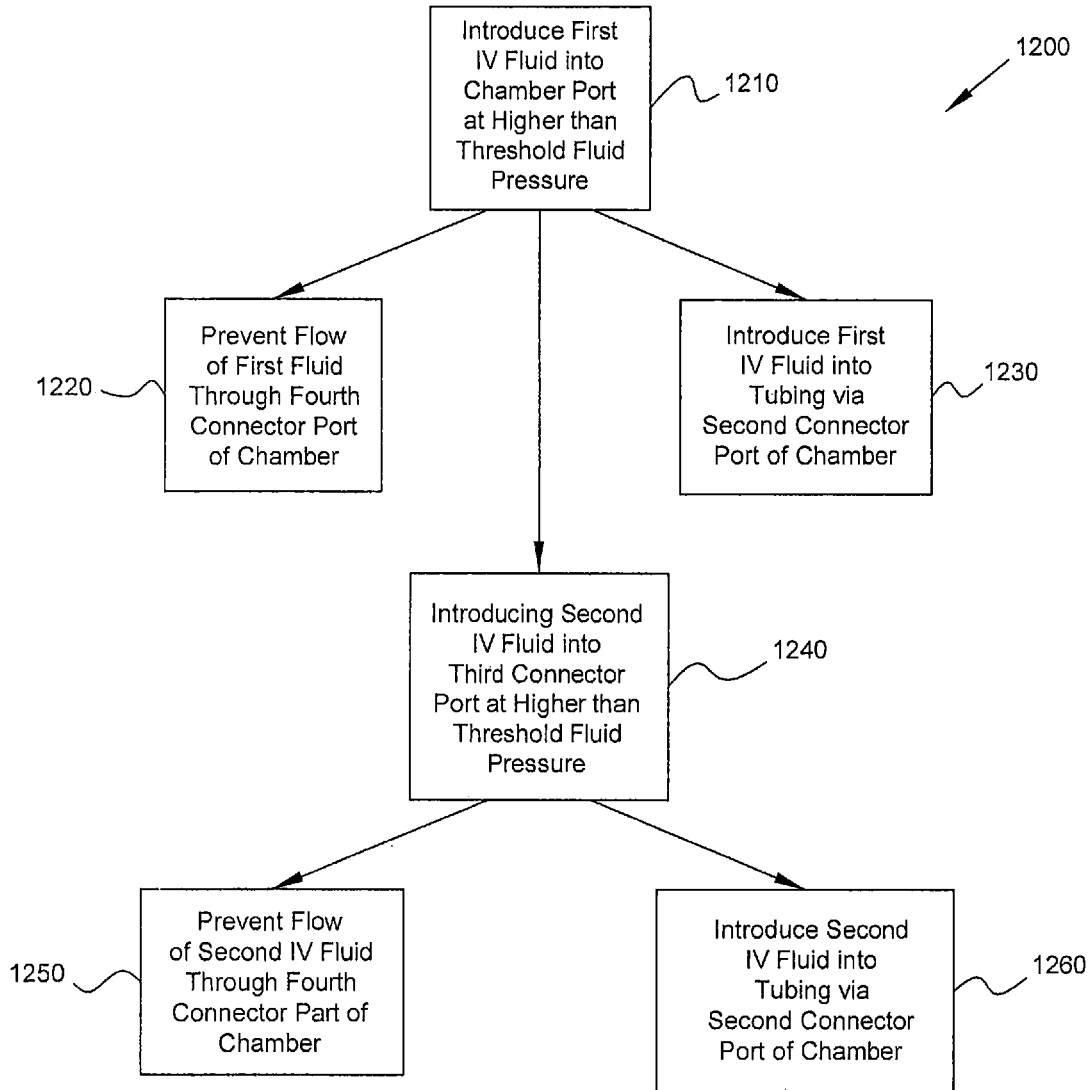 Introduce First
IV Fluid into
Chamber Port
at Higher than
Threshold Fluid
Pressure
1210
1200
Prevent Flow
of First Fluid
Through Fourth
Connector Port
of Chamber
1220
Introduce First
IV Fluid into
Tubing via
Second Connector
Port of Chamber
1230
Introducing Second
IV Fluid into
Third Connector
Port at Higher than
Threshold Fluid
Pressure
1240
Prevent Flow
of Second IV Fluid
Through Fourth
Connector Part of
Chamber
1250
Introduce Second
IV Fluid into
Tubing via
Second Connector
Port of Chamber
1260